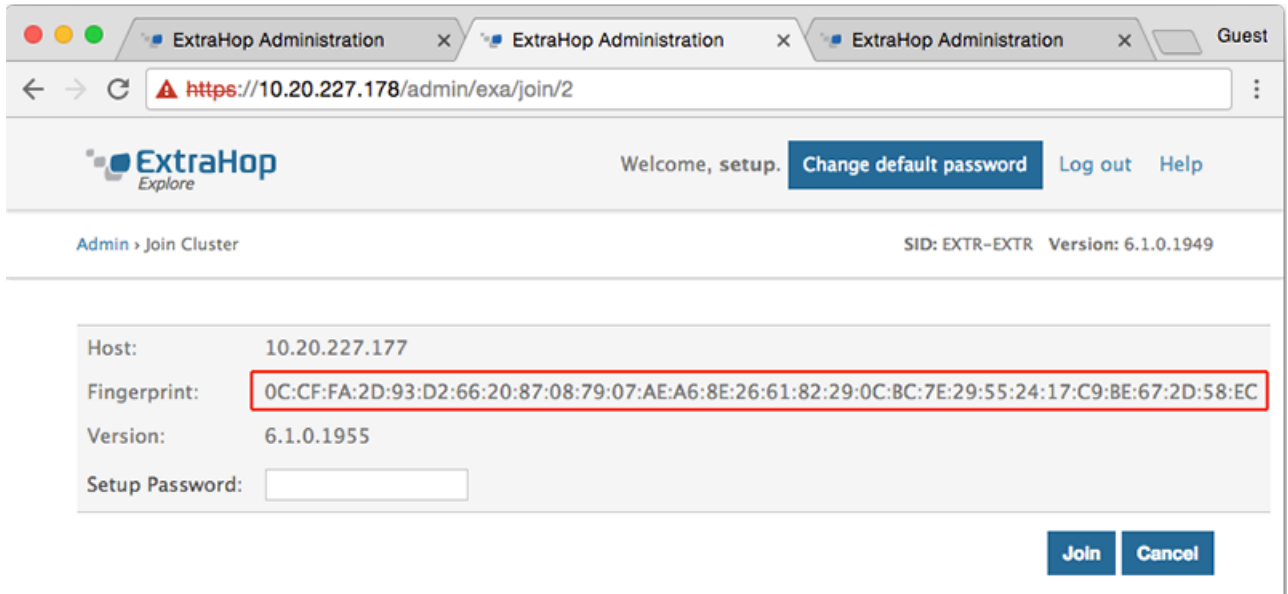 ExtraHop Administration × ExtraHop Administration × ExtraHop Administration × Guest
https://10.20.227.178/admin/exa/join/2
ExtraHop
Explore
Welcome, setup. Change default password Log out Help
Admin › Join Cluster SID: EXTR-EXTR Version: 6.1.0.1949
Host: 10.20.227.177
Fingerprint: 0C:CF:FA:2D:93:D2:66:20:87:08:79:07:AE:A6:8E:26:61:82:29:0C:BC:7E:29:55:24:17:C9:BE:67:2D:58:EC
Version: 6.1.0.1955
Setup Password:
Join Cancel